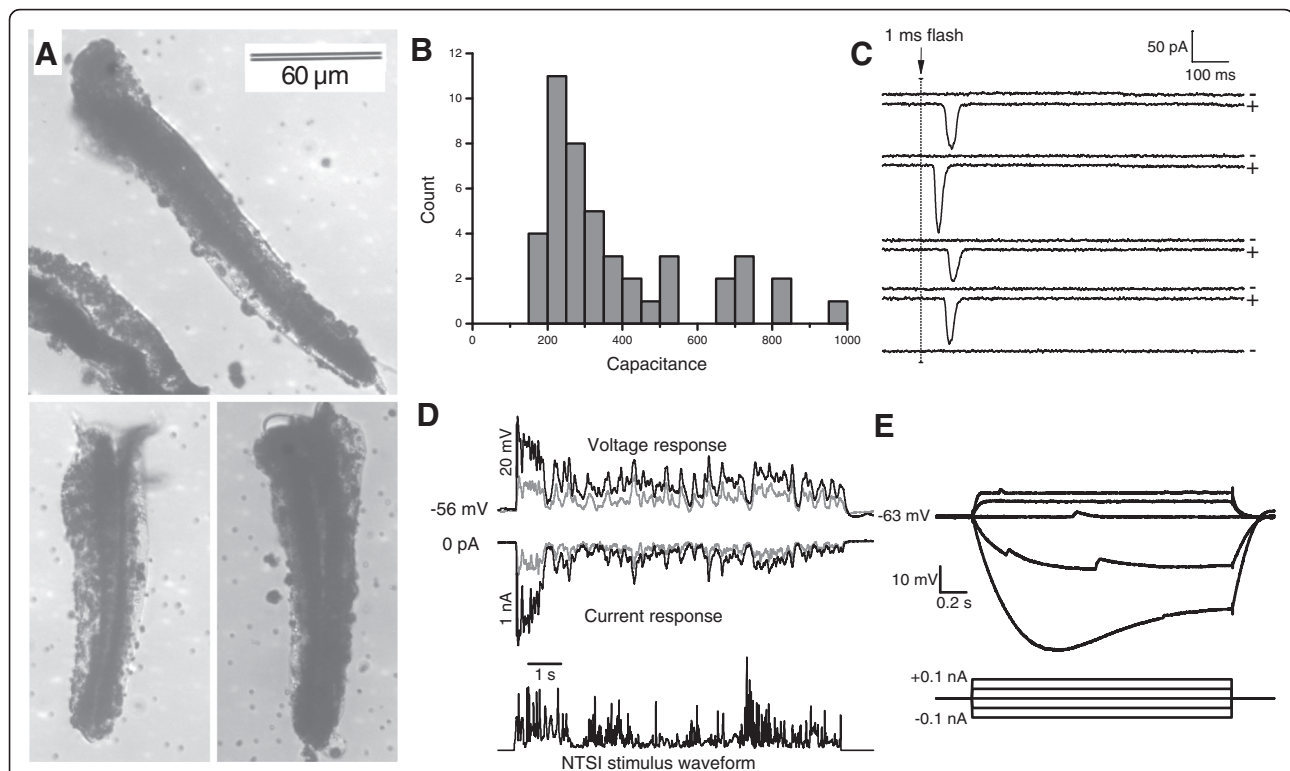 A
60 µm
B
12
10
8
6
4
2
0
Count
0 200 400 600 800 1000
Capacitance
C
1 ms flash
50 pA
100 ms
-
+
-
+
-
+
-
+
-
D
20 mV
Voltage response
-56 mV
0 pA
1 nA
Current response
1 s
NTSI stimulus waveform
E
-63 mV
10 mV
0.2 s
+0.1 nA
-0.1 nA